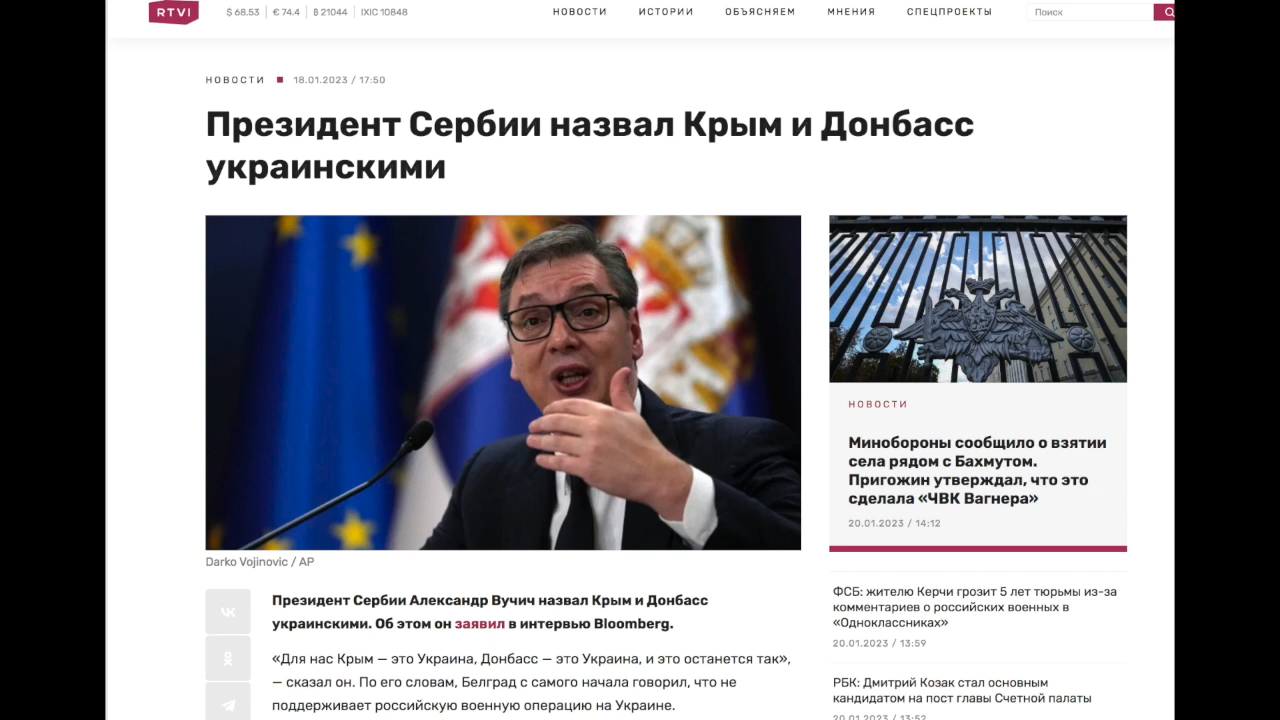 RTVI
$ 68.53 € 74.4 ₿ 21044 IXIC 10848
НОВОСТИ ИСТОРИИ ОБЪЯСНЯЕМ МНЕНИЯ СПЕЦПРОЕКТЫ
Поиск
НОВОСТИ 18.01.2023 / 17:50
Президент Сербии назвал Крым и Донбасс
украинскими
Darko Vojinovic / AP
Президент Сербии Александр Вучич назвал Крым и Донбасс
украинскими. Об этом он заявил в интервью Bloomberg.
«Для нас Крым — это Украина, Донбасс — это Украина, и это останется так»,
— сказал он. По его словам, Белград с самого начала говорил, что не
поддерживает российскую военную операцию на Украине.
НОВОСТИ
Минобороны сообщило о взятии
села рядом с Бахмутом.
Пригожин утверждал, что это
сделала «ЧВК Вагнера»
20.01.2023 / 14:12
ФСБ: жителю Керчи грозит 5 лет тюрьмы из-за
комментариев о российских военных в
«Одноклассниках»
20.01.2023 / 13:59
РБК: Дмитрий Козак стал основным
кандидатом на пост главы Счетной палаты
20.01.2023 / 13:52